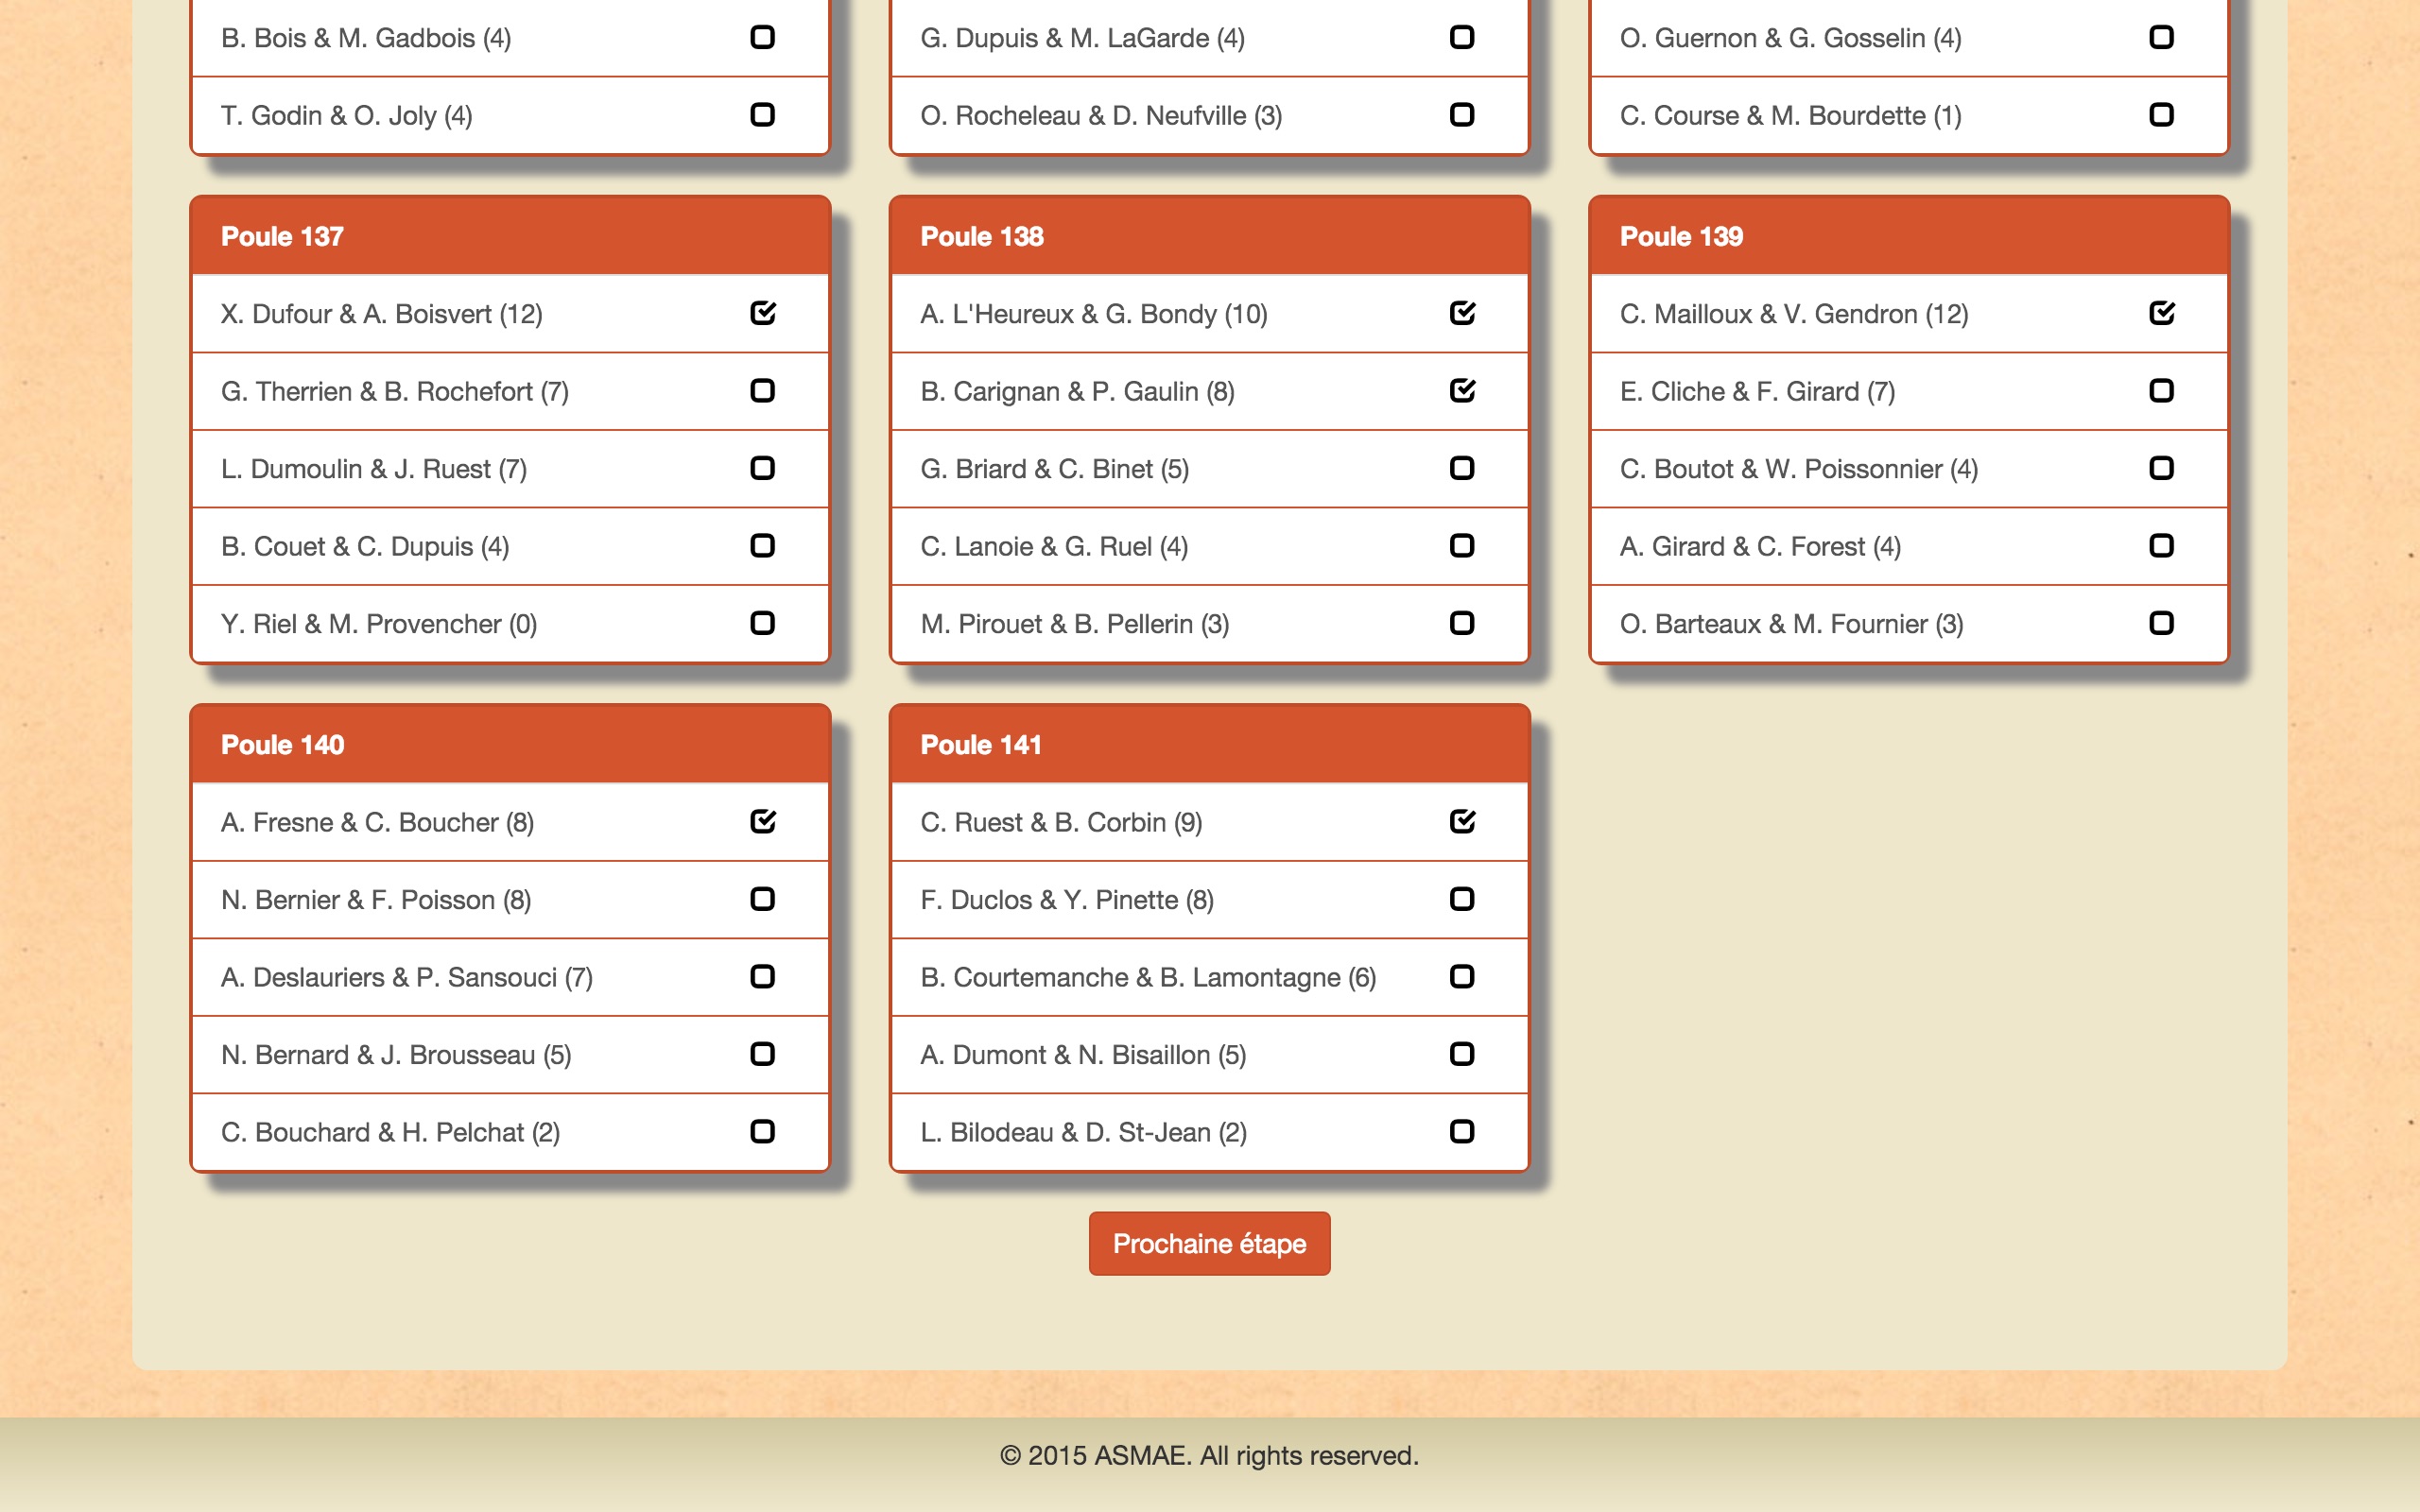 B. Bois & M. Gadbois (4)
T. Godin & O. Joly (4)
G. Dupuis & M. LaGarde (4)
O. Rocheleau & D. Neufville (3)
O. Guernon & G. Gosselin (4)
C. Course & M. Bourdette (1)
Poule 137
X. Dufour & A. Boisvert (12)
G. Therrien & B. Rochefort (7)
L. Dumoulin & J. Ruest (7)
B. Couet & C. Dupuis (4)
Y. Riel & M. Provencher (0)
Poule 138
A. L'Heureux & G. Bondy (10)
B. Carignan & P. Gaulin (8)
G. Briard & C. Binet (5)
C. Lanoie & G. Ruel (4)
M. Pirouet & B. Pellerin (3)
Poule 139
C. Mailloux & V. Gendron (12)
E. Cliche & F. Girard (7)
C. Boutot & W. Poissonnier (4)
A. Girard & C. Forest (4)
O. Barteaux & M. Fournier (3)
Poule 140
A. Fresne & C. Boucher (8)
N. Bernier & F. Poisson (8)
A. Deslauriers & P. Sansouci (7)
N. Bernard & J. Brousseau (5)
C. Bouchard & H. Pelchat (2)
Poule 141
C. Ruest & B. Corbin (9)
F. Duclos & Y. Pinette (8)
B. Courtemanche & B. Lamontagne (6)
A. Dumont & N. Bisaillon (5)
L. Bilodeau & D. St-Jean (2)
Prochaine étape
© 2015 ASMAE. All rights reserved.